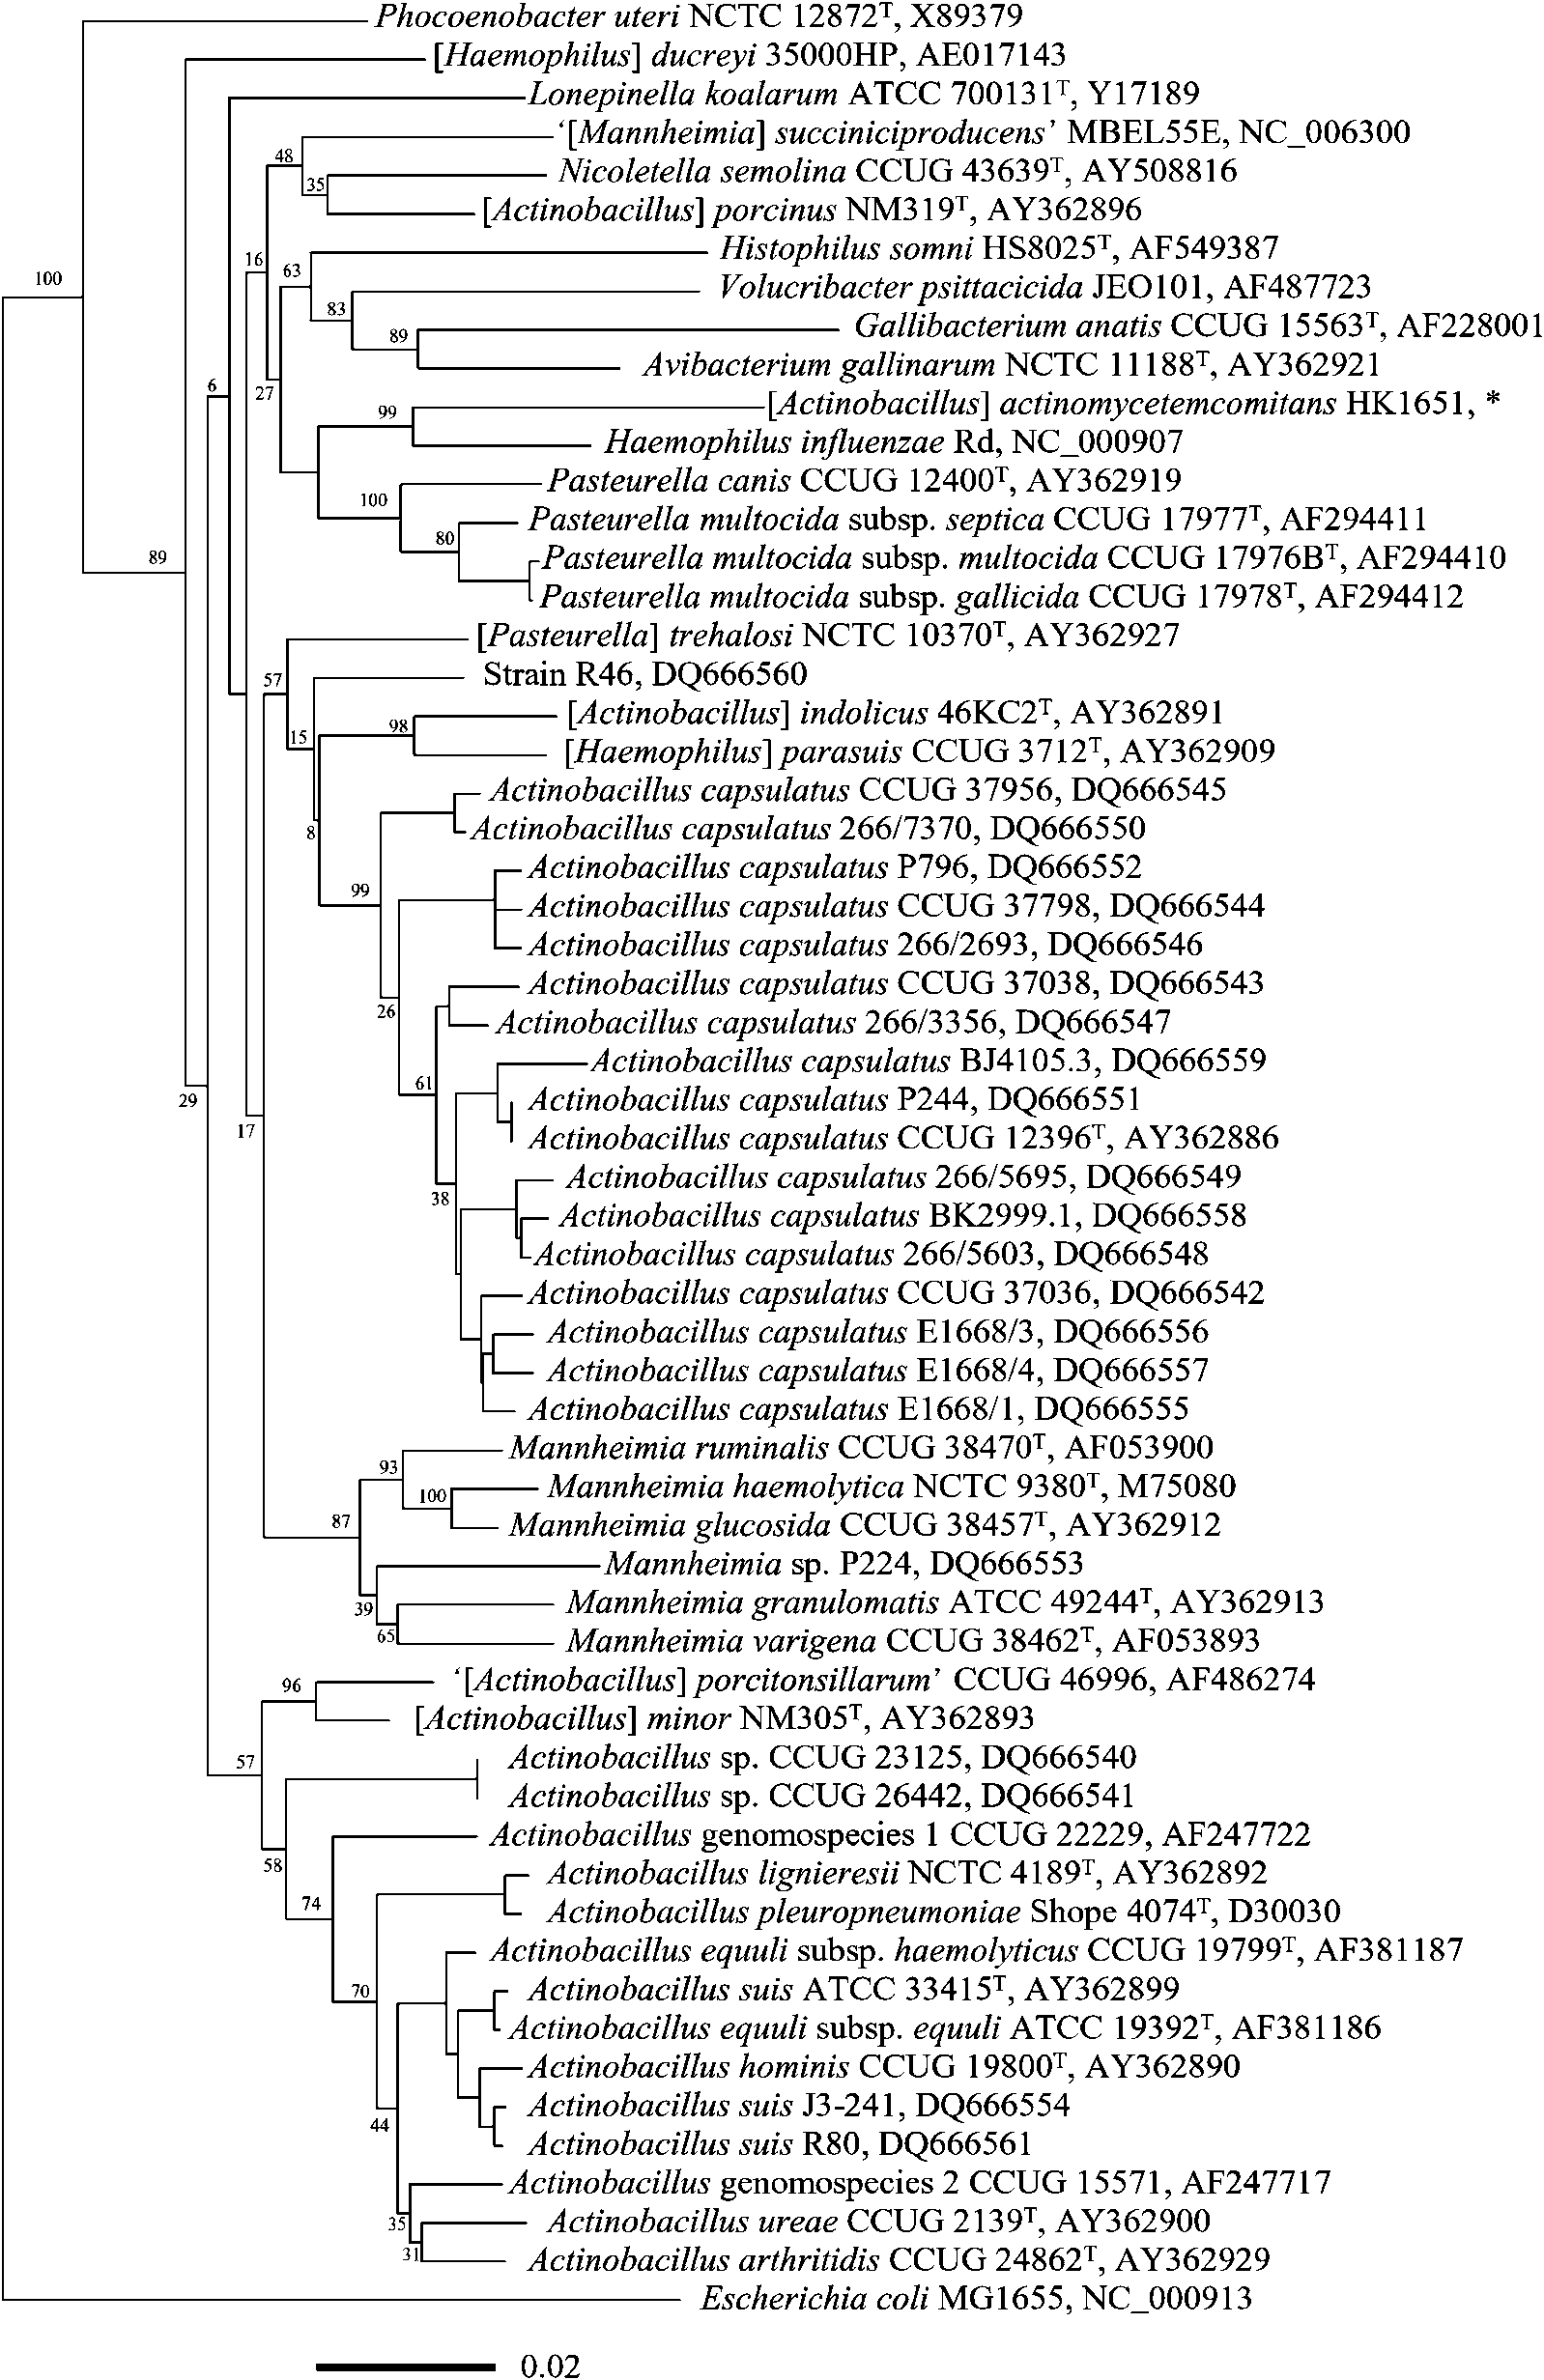 Phocoenobacter uteri NCTC 12872ᵀ, X89379
[Haemophilus] ducreyi 35000HP, AE017143
Lonepinella koalarum ATCC 700131ᵀ, Y17189
‘[Mannheimia] succiniciproducens’ MBEL55E, NC_006300
48
Nicoletella semolina CCUG 43639ᵀ, AY508816
35
[Actinobacillus] porcinus NM319ᵀ, AY362896
Histophilus somni HS8025ᵀ, AF549387
16
63
100
Volucribacter psittacicida JEO101, AF487723
83
Gallibacterium anatis CCUG 15563ᵀ, AF228001
89
Avibacterium gallinarum NCTC 11188ᵀ, AY362921
6
27
[Actinobacillus] actinomycetemcomitans HK1651, *
99
Haemophilus influenzae Rd, NC_000907
Pasteurella canis CCUG 12400ᵀ, AY362919
100
Pasteurella multocida subsp. septica CCUG 17977ᵀ, AF294411
80
89
Pasteurella multocida subsp. multocida CCUG 17976Bᵀ, AF294410
Pasteurella multocida subsp. gallicida CCUG 17978ᵀ, AF294412
[Pasteurella] trehalosi NCTC 10370ᵀ, AY362927
57
Strain R46, DQ666560
[Actinobacillus] indolicus 46KC2ᵀ, AY362891
98
15
[Haemophilus] parasuis CCUG 3712ᵀ, AY362909
Actinobacillus capsulatus CCUG 37956, DQ666545
8
Actinobacillus capsulatus 266/7370, DQ666550
Actinobacillus capsulatus P796, DQ666552
99
Actinobacillus capsulatus CCUG 37798, DQ666544
Actinobacillus capsulatus 266/2693, DQ666546
Actinobacillus capsulatus CCUG 37038, DQ666543
26
Actinobacillus capsulatus 266/3356, DQ666547
Actinobacillus capsulatus BJ4105.3, DQ666559
61
29
Actinobacillus capsulatus P244, DQ666551
17
Actinobacillus capsulatus CCUG 12396ᵀ, AY362886
Actinobacillus capsulatus 266/5695, DQ666549
38
Actinobacillus capsulatus BK2999.1, DQ666558
Actinobacillus capsulatus 266/5603, DQ666548
Actinobacillus capsulatus CCUG 37036, DQ666542
Actinobacillus capsulatus E1668/3, DQ666556
Actinobacillus capsulatus E1668/4, DQ666557
Actinobacillus capsulatus E1668/1, DQ666555
Mannheimia ruminalis CCUG 38470ᵀ, AF053900
93
Mannheimia haemolytica NCTC 9380ᵀ, M75080
100
87
Mannheimia glucosida CCUG 38457ᵀ, AY362912
Mannheimia sp. P224, DQ666553
39
Mannheimia granulomatis ATCC 49244ᵀ, AY362913
65
Mannheimia varigena CCUG 38462ᵀ, AF053893
‘[Actinobacillus] porcitonsillarum’ CCUG 46996, AF486274
96
[Actinobacillus] minor NM305ᵀ, AY362893
57
Actinobacillus sp. CCUG 23125, DQ666540
Actinobacillus sp. CCUG 26442, DQ666541
Actinobacillus genomospecies 1 CCUG 22229, AF247722
58
Actinobacillus lignieresii NCTC 4189ᵀ, AY362892
74
Actinobacillus pleuropneumoniae Shope 4074ᵀ, D30030
Actinobacillus equuli subsp. haemolyticus CCUG 19799ᵀ, AF381187
70
Actinobacillus suis ATCC 33415ᵀ, AY362899
Actinobacillus equuli subsp. equuli ATCC 19392ᵀ, AF381186
Actinobacillus hominis CCUG 19800ᵀ, AY362890
Actinobacillus suis J3-241, DQ666554
44
Actinobacillus suis R80, DQ666561
Actinobacillus genomospecies 2 CCUG 15571, AF247717
35
Actinobacillus ureae CCUG 2139ᵀ, AY362900
31
Actinobacillus arthritidis CCUG 24862ᵀ, AY362929
Escherichia coli MG1655, NC_000913
0.02